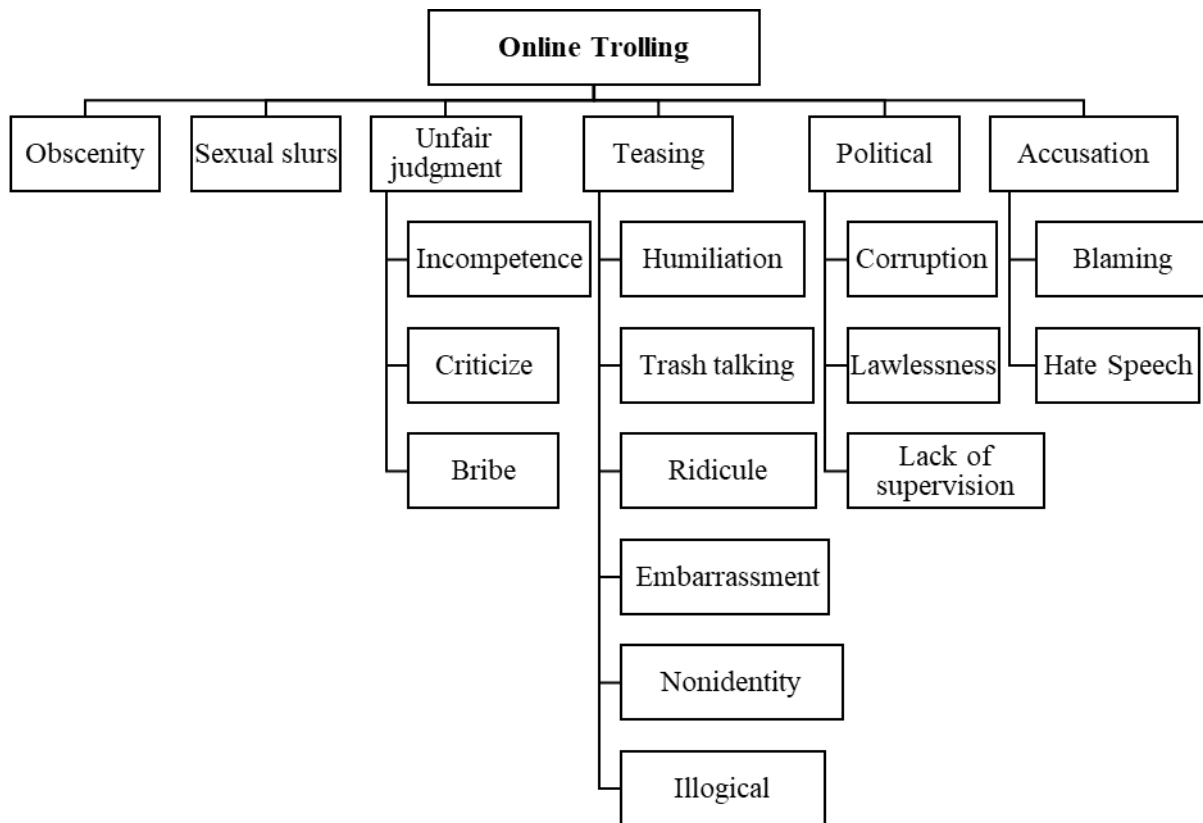 Online Trolling
Obscenity
Sexual slurs
Unfair
judgment
Teasing
Political
Accusation
Incompetence
Criticize
Bribe
Humiliation
Trash talking
Ridicule
Embarrassment
Nonidentity
Illogical
Corruption
Lawlessness
Lack of
supervision
Blaming
Hate Speech